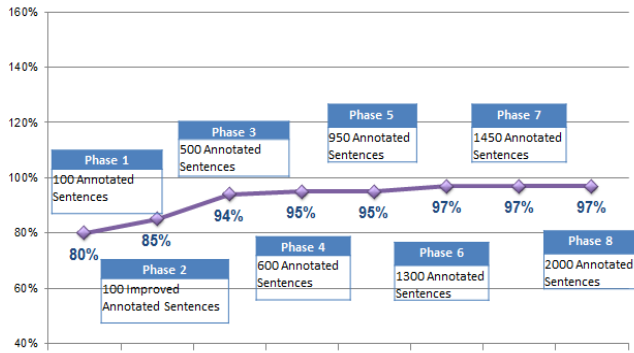 160%
140%
120%
100%
80%
60%
40%
Phase 1
100 Annotated
Sentences
Phase 2
100 Improved
Annotated Sentences
Phase 3
500 Annotated
Sentences
Phase 4
600 Annotated
Sentences
Phase 5
950 Annotated
Sentences
Phase 6
1300 Annotated
Sentences
Phase 7
1450 Annotated
Sentences
Phase 8
2000 Annotated
Sentences
80%
85%
94%
95%
95%
97%
97%
97%